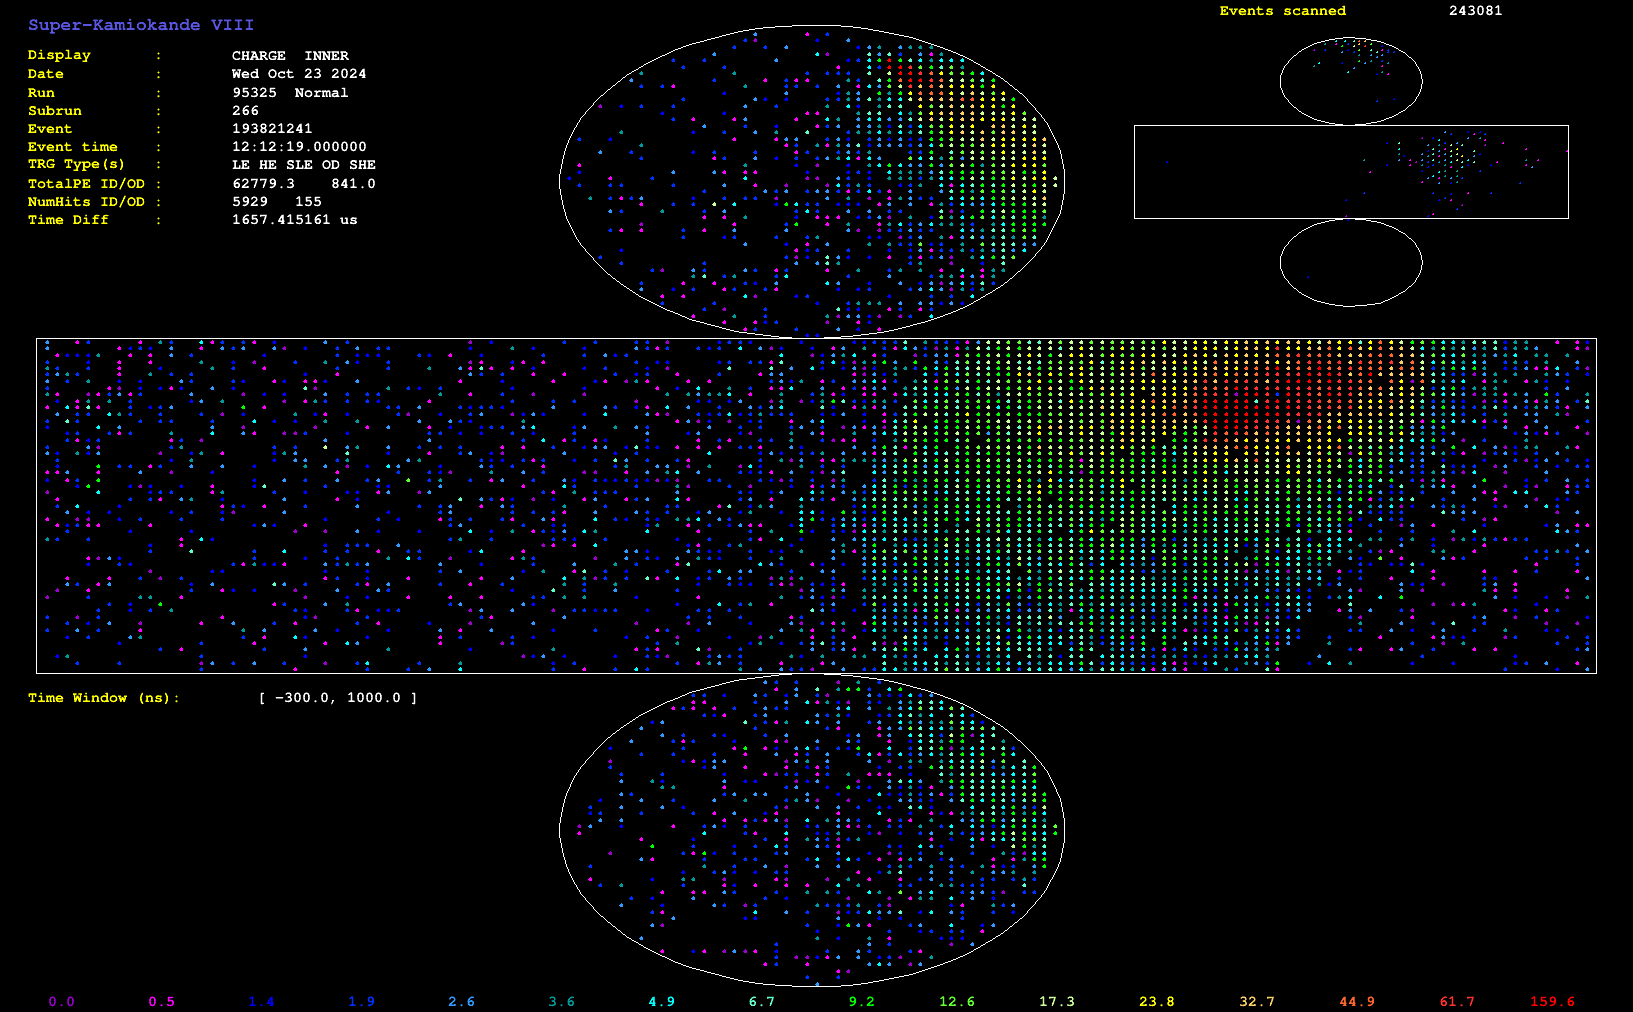 Super-Kamiokande VIII
Events scanned 243081
Display : CHARGE INNER
Date : Wed Oct 23 2024
Run : 95325 Normal
Subrun : 266
Event : 193821241
Event time : 12:12:19.000000
TRG Type(s) : LE HE SLE OD SHE
TotalPE ID/OD : 62779.3 841.0
NumHits ID/OD : 5929 155
Time Diff : 1657.415161 us
Time Window (ns): [ −300.0, 1000.0 ]
0.0 0.5 1.4 1.9 2.6 3.6 4.9 6.7 9.2 12.6 17.3 23.8 32.7 44.9 61.7 159.6